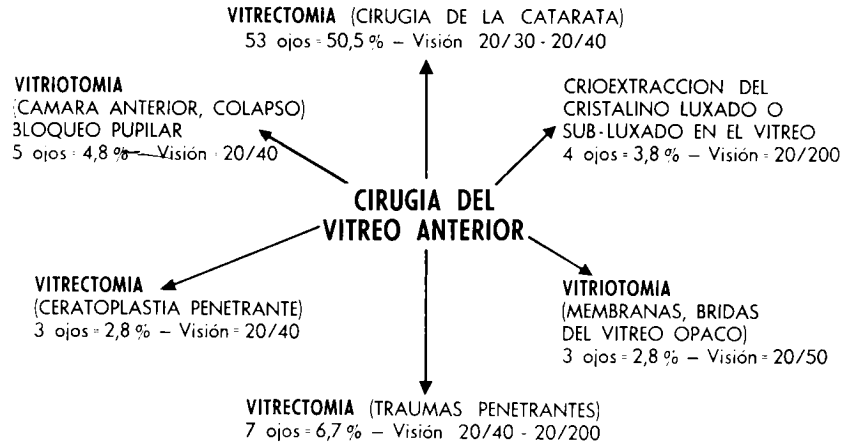 VITRECTOMIA (CIRUGIA DE LA CATARATA)
53 ojos = 50,5 % – Visión 20/30 - 20/40
VITRIOTOMIA
(CAMARA ANTERIOR, COLAPSO)
BLOQUEO PUPILAR
5 ojos = 4,8 % – Visión = 20/40
CRIOEXTRACCION DEL
CRISTALINO LUXADO O
SUB-LUXADO EN EL VITREO
4 ojos = 3,8 % – Visión = 20/200
CIRUGIA DEL
VITREO ANTERIOR
VITRECTOMIA
(CERATOPLASTIA PENETRANTE)
3 ojos = 2,8 % – Visión = 20/40
VITRIOTOMIA
(MEMBRANAS, BRIDAS
DEL VITREO OPACO)
3 ojos = 2,8 % – Visión = 20/50
VITRECTOMIA (TRAUMAS PENETRANTES)
7 ojos = 6,7 % – Visión 20/40 - 20/200